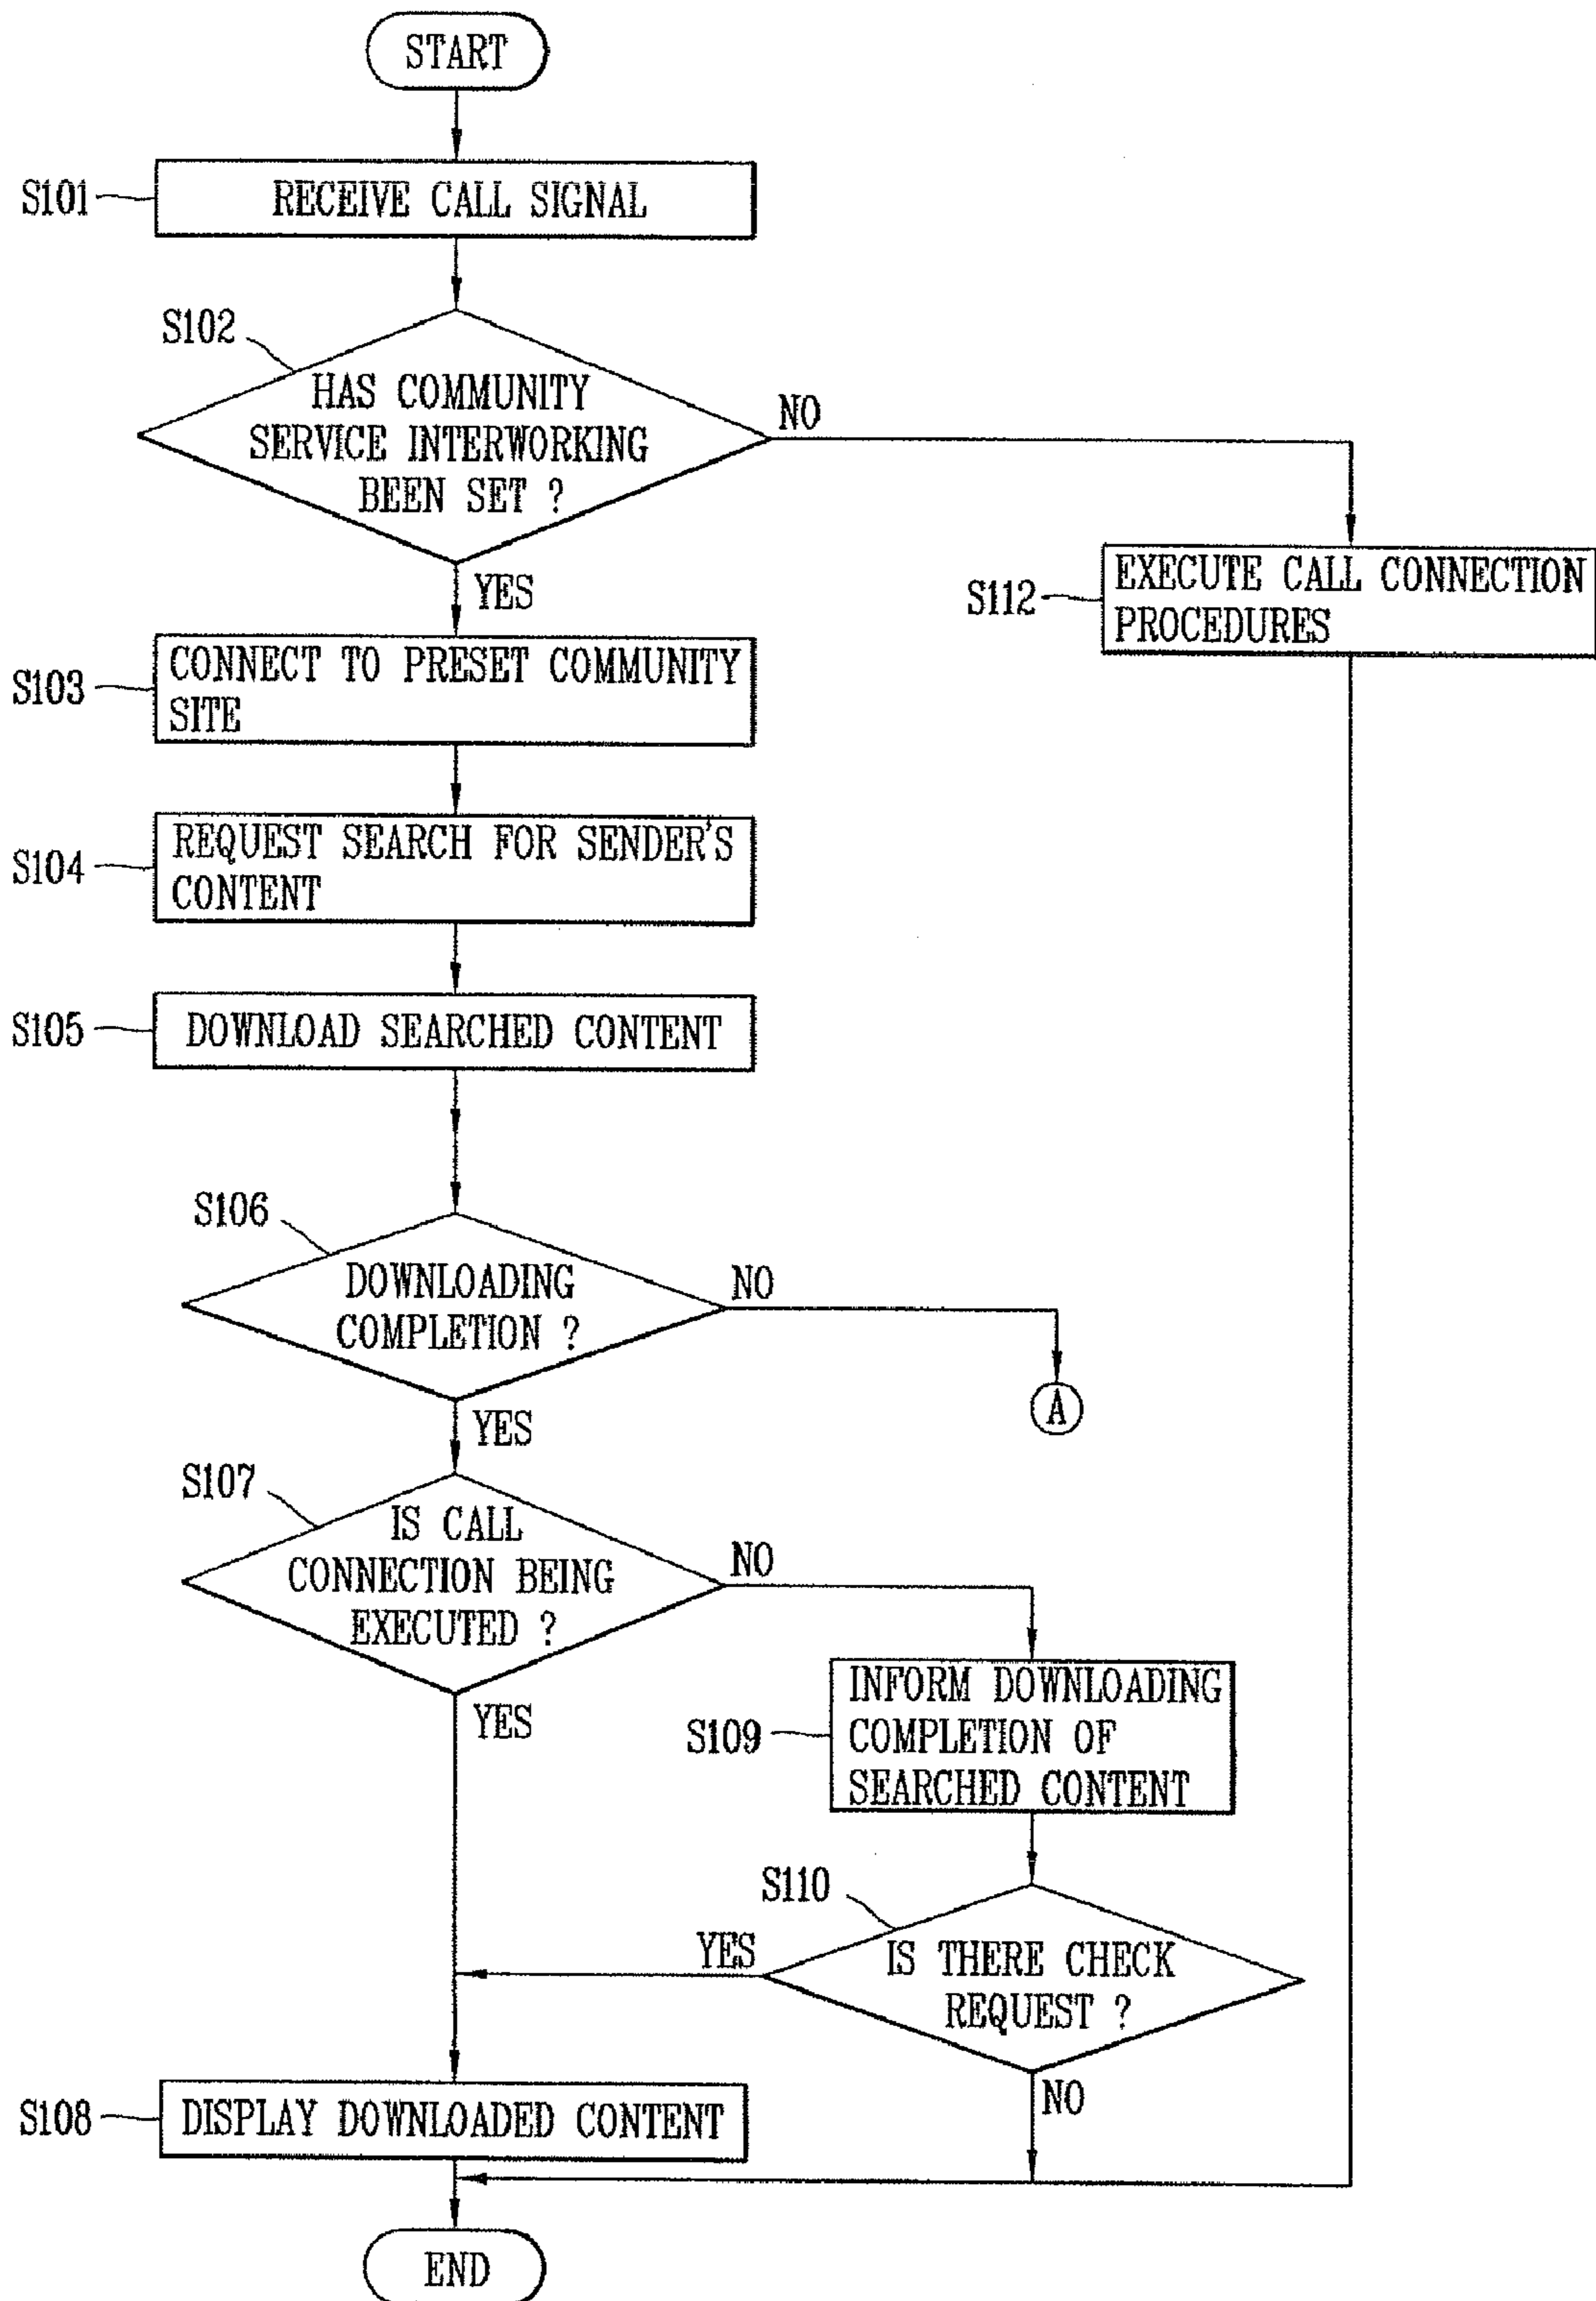 START
S101
RECEIVE CALL SIGNAL
S102
HAS COMMUNITY
SERVICE INTERWORKING
BEEN SET ?
NO
YES
S112
EXECUTE CALL CONNECTION
PROCEDURES
S103
CONNECT TO PRESET COMMUNITY
SITE
S104
REQUEST SEARCH FOR SENDER'S
CONTENT
S105
DOWNLOAD SEARCHED CONTENT
S106
DOWNLOADING
COMPLETION ?
NO
A
YES
S107
IS CALL
CONNECTION BEING
EXECUTED ?
NO
YES
S109
INFORM DOWNLOADING
COMPLETION OF
SEARCHED CONTENT
S110
IS THERE CHECK
REQUEST ?
YES
NO
S108
DISPLAY DOWNLOADED CONTENT
END